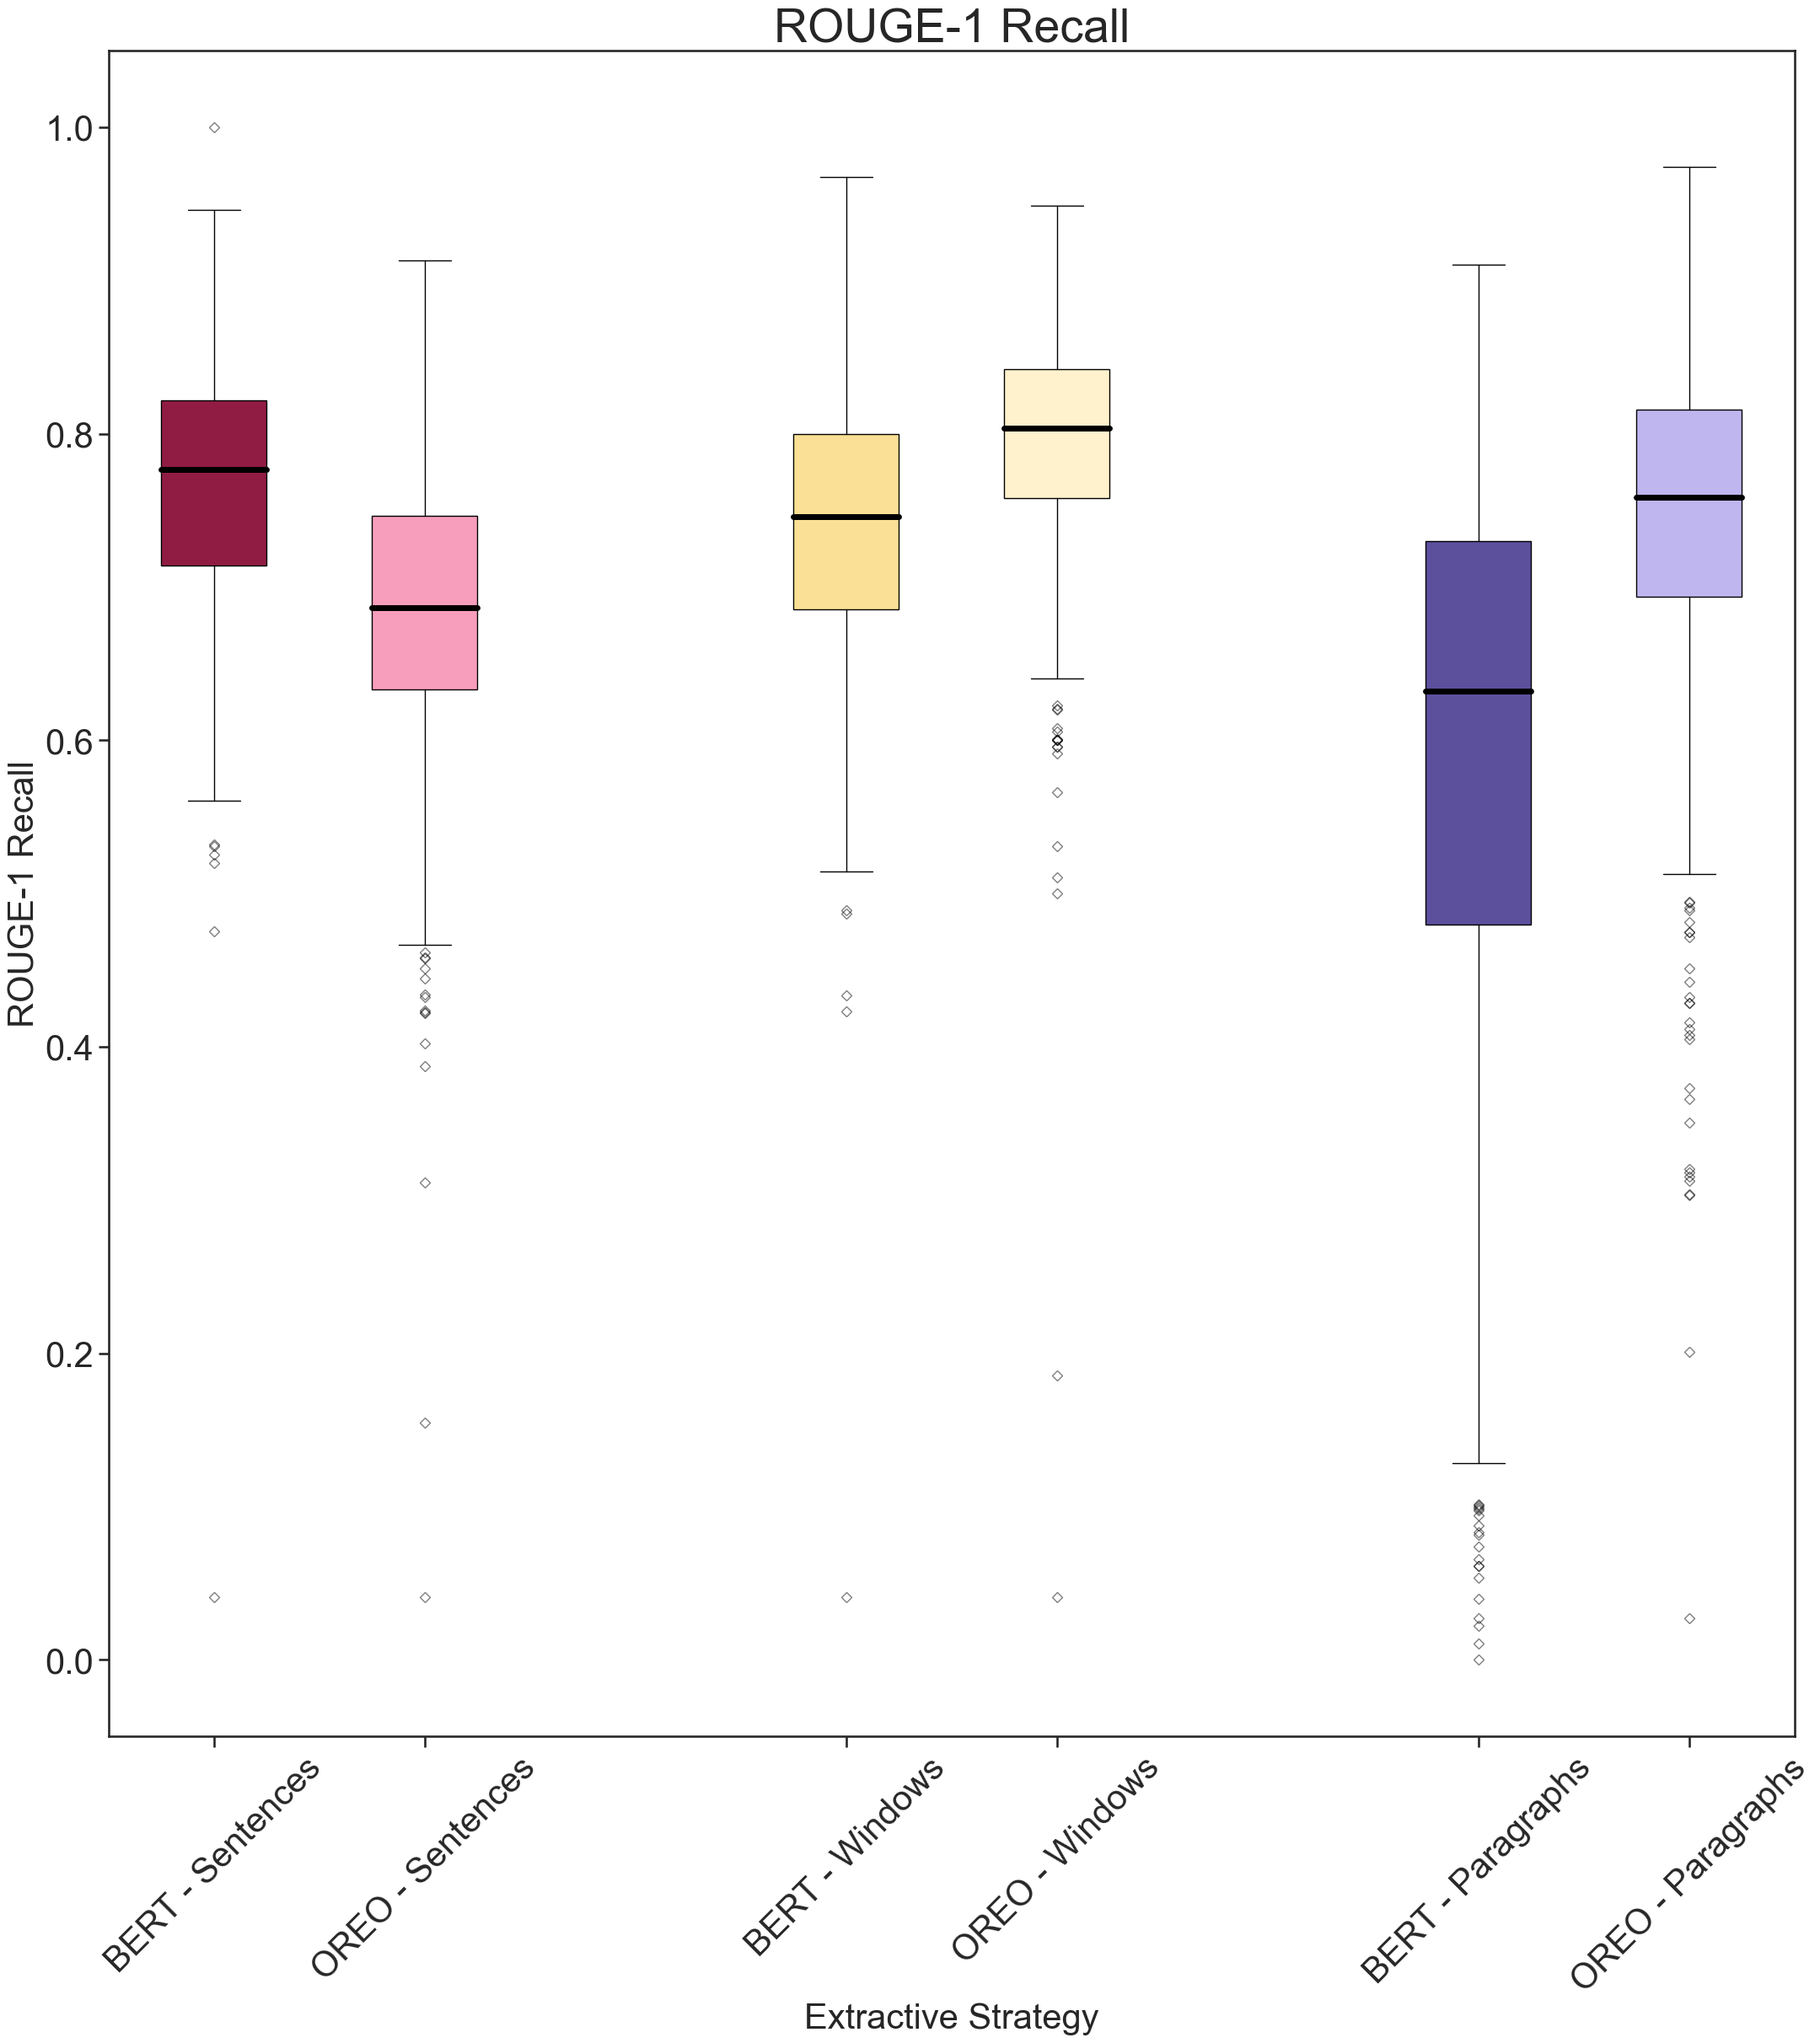 ROUGE-1 Recall
ROUGE-1 Recall
1.0
0.8
0.6
0.4
0.2
0.0
BERT - Sentences
OREO - Sentences
BERT - Windows
OREO - Windows
BERT - Paragraphs
OREO - Paragraphs
Extractive Strategy